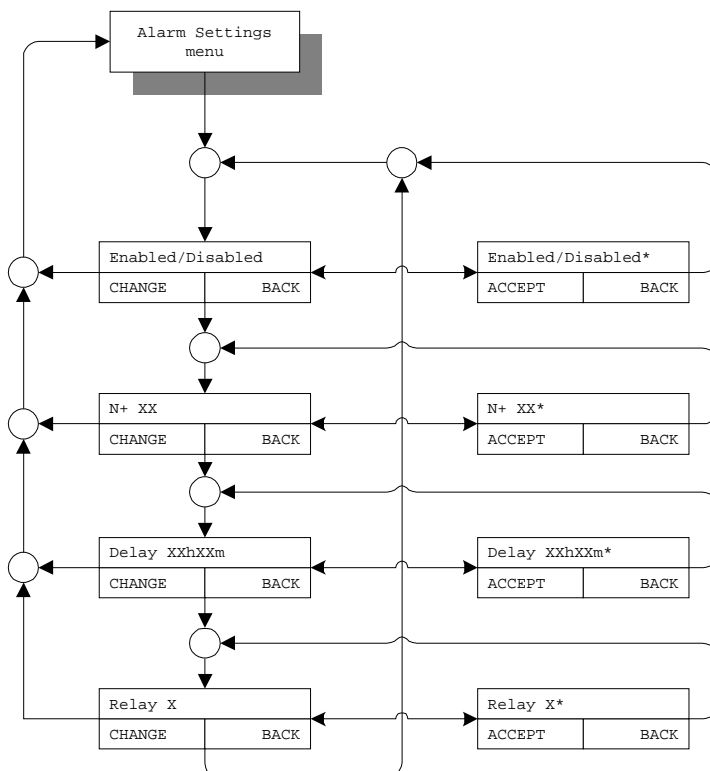 Alarm Settings
menu
Enabled/Disabled
CHANGE BACK
Enabled/Disabled*
ACCEPT BACK
N+ XX
CHANGE BACK
N+ XX*
ACCEPT BACK
Delay XXhXXm
CHANGE BACK
Delay XXhXXm*
ACCEPT BACK
Relay X
CHANGE BACK
Relay X*
ACCEPT BACK